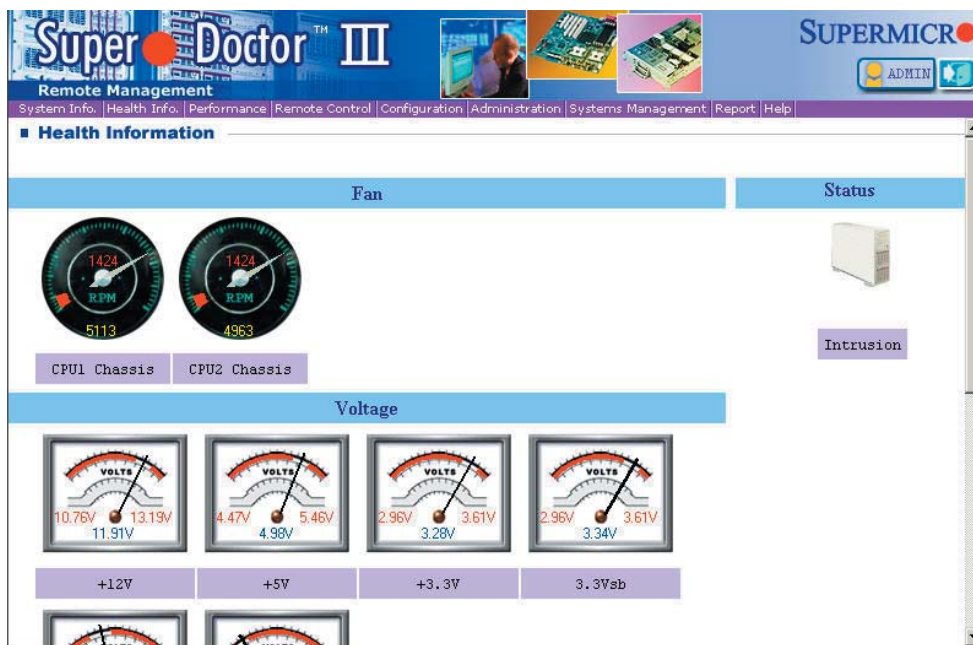 Super Doctor™ III
SUPERMICRO
Remote Management
ADMIN
System Info. Health Info. Performance Remote Control Configuration Administration Systems Management Report Help
Health Information
Fan
Status
1424
RPM
5113
1424
RPM
4963
CPU1 Chassis
CPU2 Chassis
Intrusion
Voltage
VOLTS
10.76V 13.19V
11.91V
VOLTS
4.47V 5.46V
4.98V
VOLTS
2.96V 3.61V
3.28V
VOLTS
2.96V 3.61V
3.34V
+12V
+5V
+3.3V
3.3Vsb